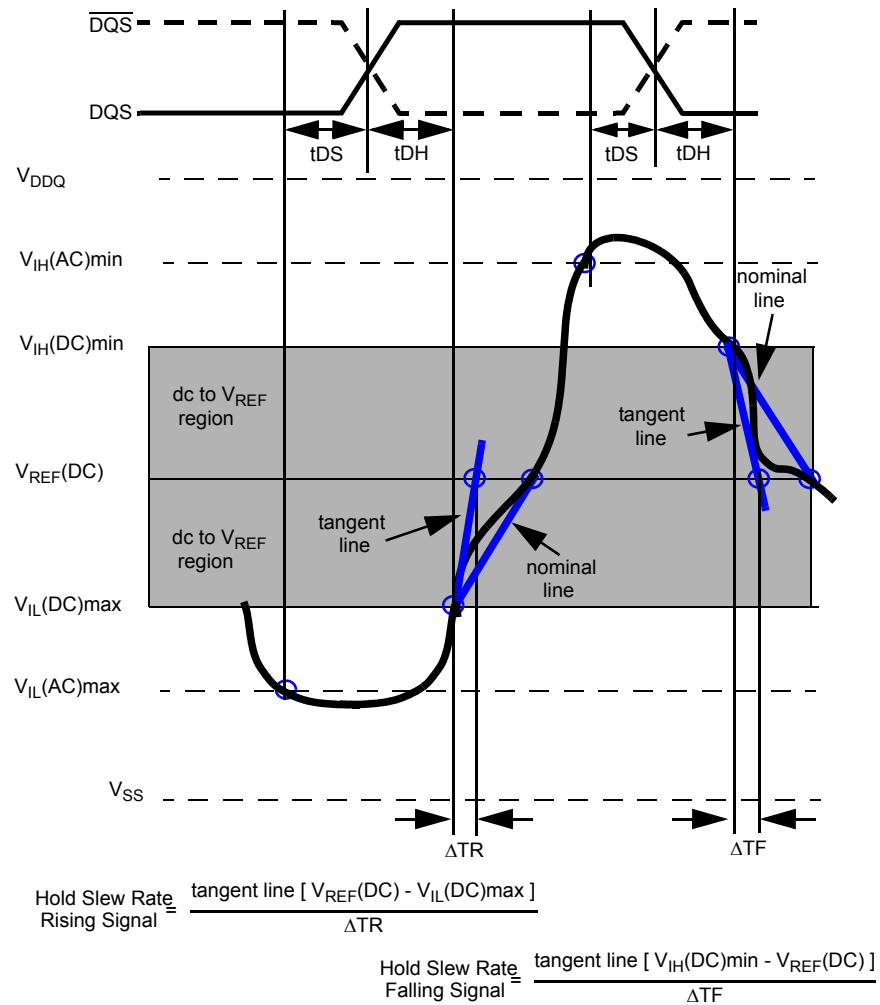 DQS
DQS
tDS
tDH
tDS
tDH
VDDQ
VIH(AC)min
nominal
line
VIH(DC)min
dc to VREF
region
tangent
line
VREF(DC)
tangent
line
dc to VREF
region
nominal
line
VIL(DC)max
VIL(AC)max
VSS
ΔTR
ΔTF
Hold Slew Rate
Rising Signal
=
tangent line [ VREF(DC) - VIL(DC)max ]
ΔTR
Hold Slew Rate
Falling Signal
=
tangent line [ VIH(DC)min - VREF(DC) ]
ΔTF